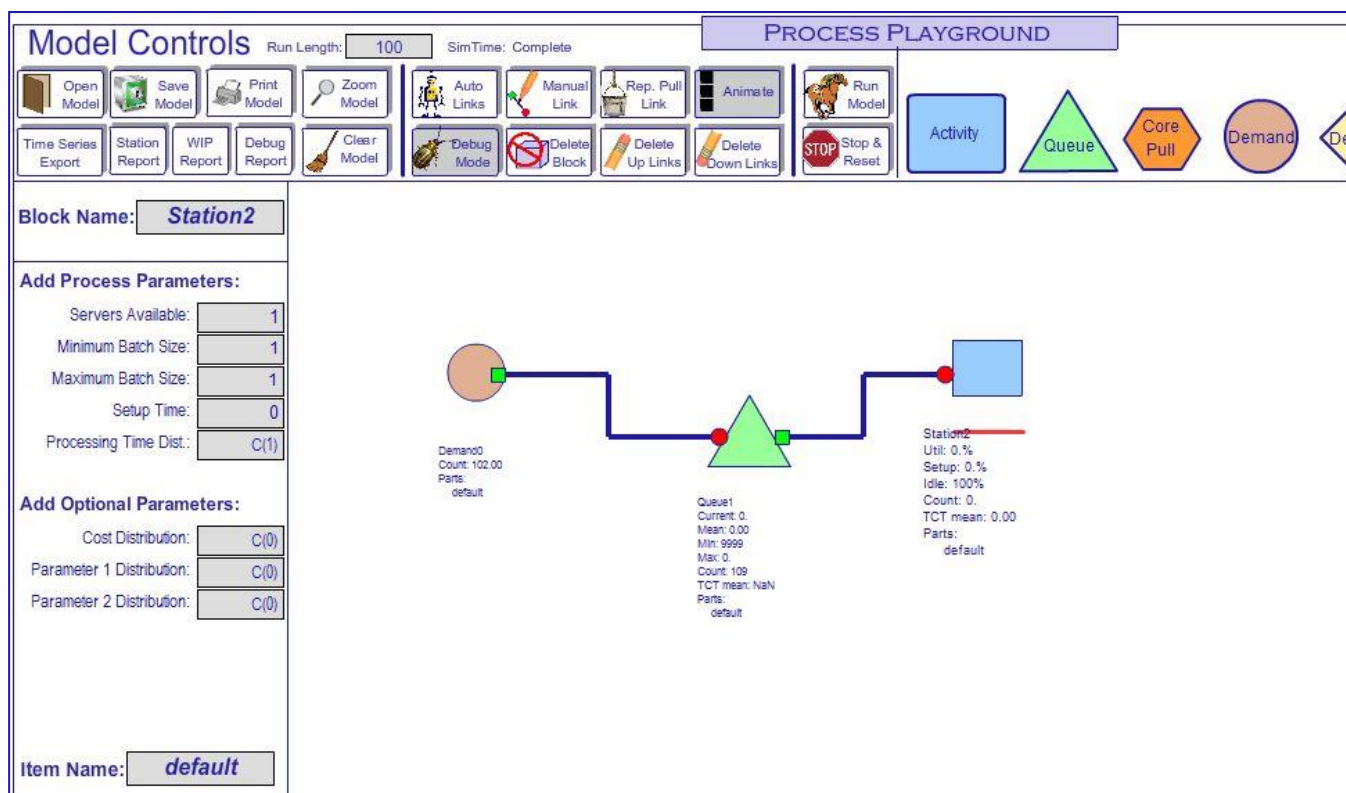 PROCESS PLAYGROUND
Model Controls
Run Length: 100
SimTime: Complete
Open Model
Save Model
Print Model
Zoom Model
Auto Links
Manual Link
Rep. Pull Link
Animate
Run Model
Time Series Export
Station Report
WIP Report
Debug Report
Clear Model
Debug Mode
Delete Block
Delete Up Links
Delete Down Links
STOP
Stop & Reset
Activity
Queue
Core Pull
Demand
De
Block Name: Station2
Add Process Parameters:
Servers Available: 1
Minimum Batch Size: 1
Maximum Batch Size: 1
Setup Time: 0
Processing Time Dist.: C(1)
Add Optional Parameters:
Cost Distribution: C(0)
Parameter 1 Distribution: C(0)
Parameter 2 Distribution: C(0)
Item Name: default
Demand0
Count: 102.00
Parts:
default
Queue1
Current: 0.
Mean: 0.00
Min: 9999
Max: 0.
Count: 109
TCT mean: NaN
Parts:
default
Station2
Util: 0.%
Setup: 0.%
Idle: 100%
Count: 0.
TCT mean: 0.00
Parts:
default